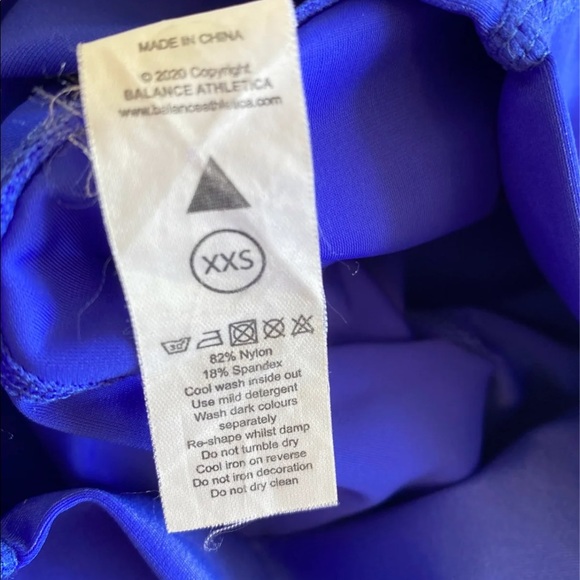 MADE IN CHINA
© 2020 Copyright.
BALANCE ATHLETICA
www.balanceathletica.com
XXS
30°
82% Nylon
18% Spandex
Cool wash inside out
Use mild detergent
Wash dark colours
separately
Re-shape whilst damp
Do not tumble dry
Cool iron on reverse
Do not iron decoration
Do not dry clean